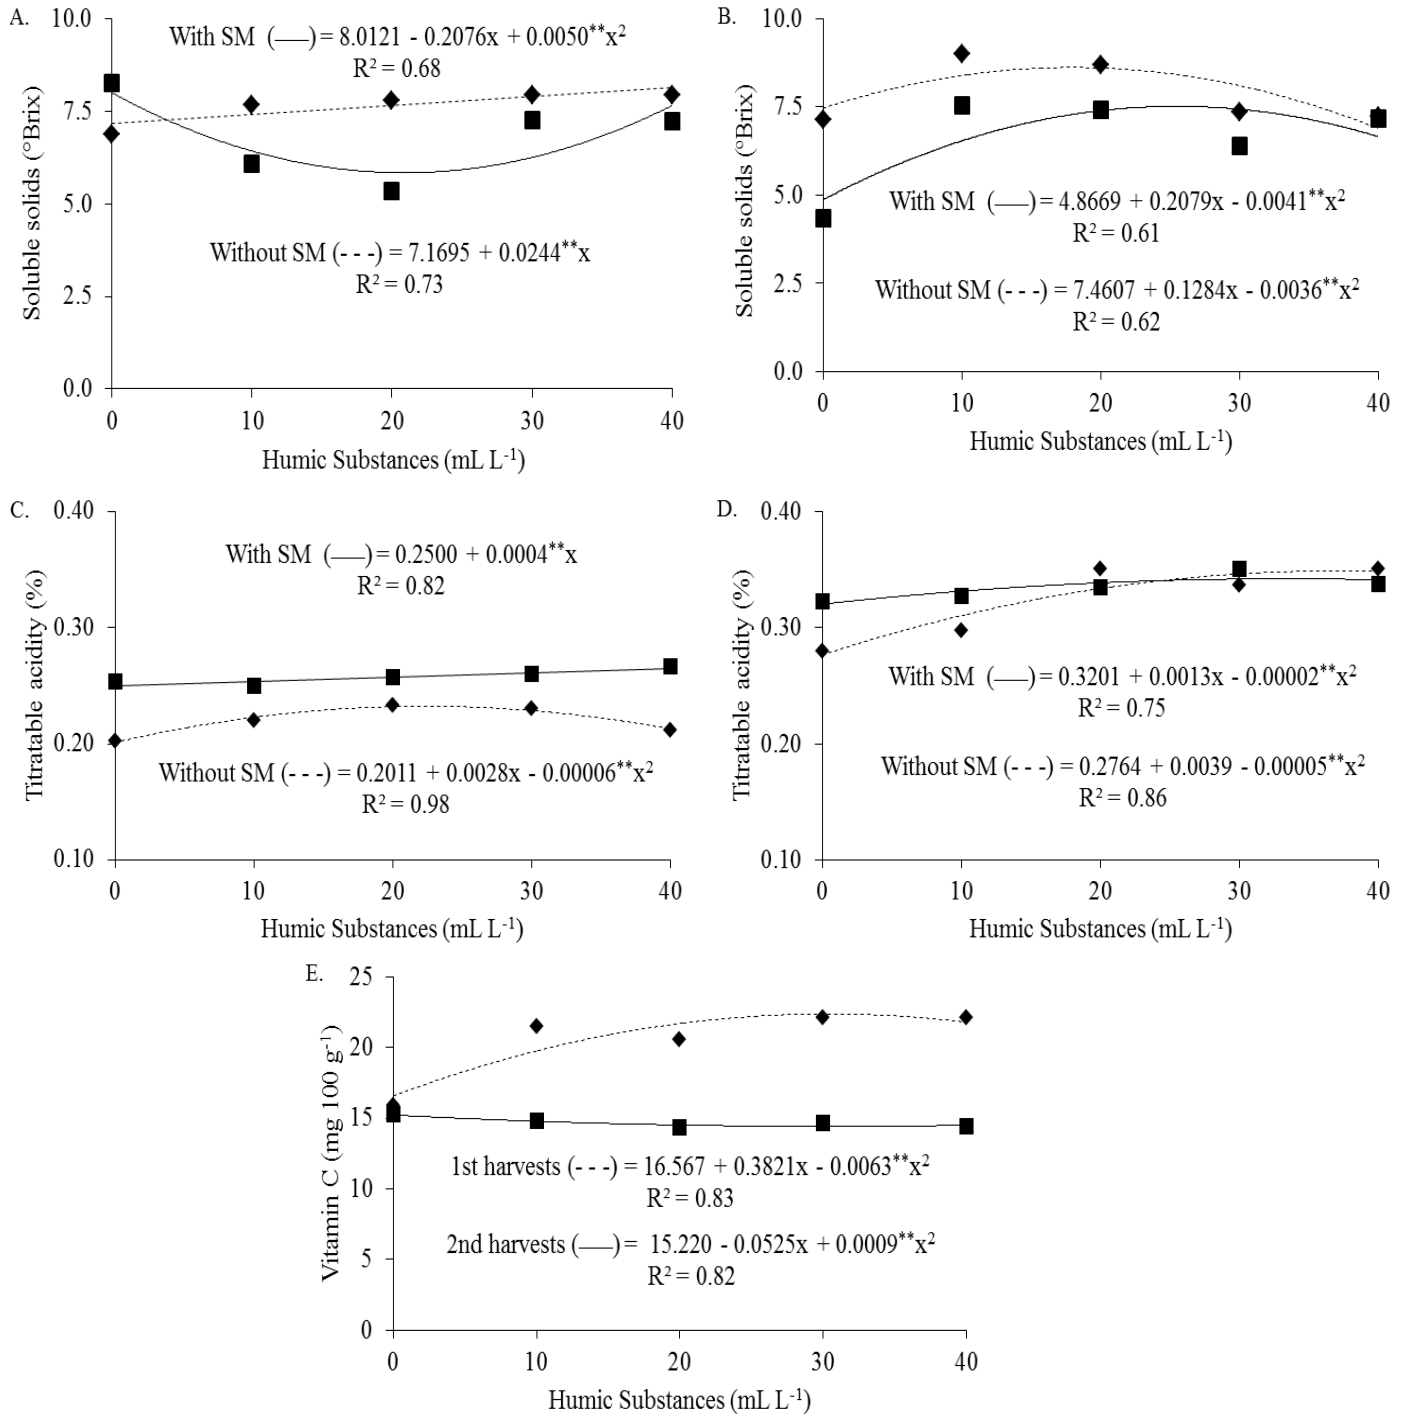 A.
Soluble solids (°Brix)
10.0
7.5
5.0
2.5
0.0
With SM (——) = 8.0121 - 0.2076x + 0.0050**x²
R² = 0.68
Without SM (- - -) = 7.1695 + 0.0244**x
R² = 0.73
0 10 20 30 40
Humic Substances (mL L⁻¹)
B.
Soluble solids (°Brix)
10.0
7.5
5.0
2.5
0.0
With SM (——) = 4.8669 + 0.2079x - 0.0041**x²
R² = 0.61
Without SM (- - -) = 7.4607 + 0.1284x - 0.0036**x²
R² = 0.62
0 10 20 30 40
Humic Substances (mL L⁻¹)
C.
Titratable acidity (%)
0.40
0.30
0.20
0.10
With SM (——) = 0.2500 + 0.0004**x
R² = 0.82
Without SM (- - -) = 0.2011 + 0.0028x - 0.00006**x²
R² = 0.98
0 10 20 30 40
Humic Substances (mL L⁻¹)
D.
Titratable acidity (%)
0.40
0.30
0.20
0.10
With SM (——) = 0.3201 + 0.0013x - 0.00002**x²
R² = 0.75
Without SM (- - -) = 0.2764 + 0.0039 - 0.00005**x²
R² = 0.86
0 10 20 30 40
Humic Substances (mL L⁻¹)
E.
Vitamin C (mg 100 g⁻¹)
25
20
15
10
5
0
1st harvests (- - -) = 16.567 + 0.3821x - 0.0063**x²
R² = 0.83
2nd harvests (——) = 15.220 - 0.0525x + 0.0009**x²
R² = 0.82
0 10 20 30 40
Humic Substances (mL L⁻¹)